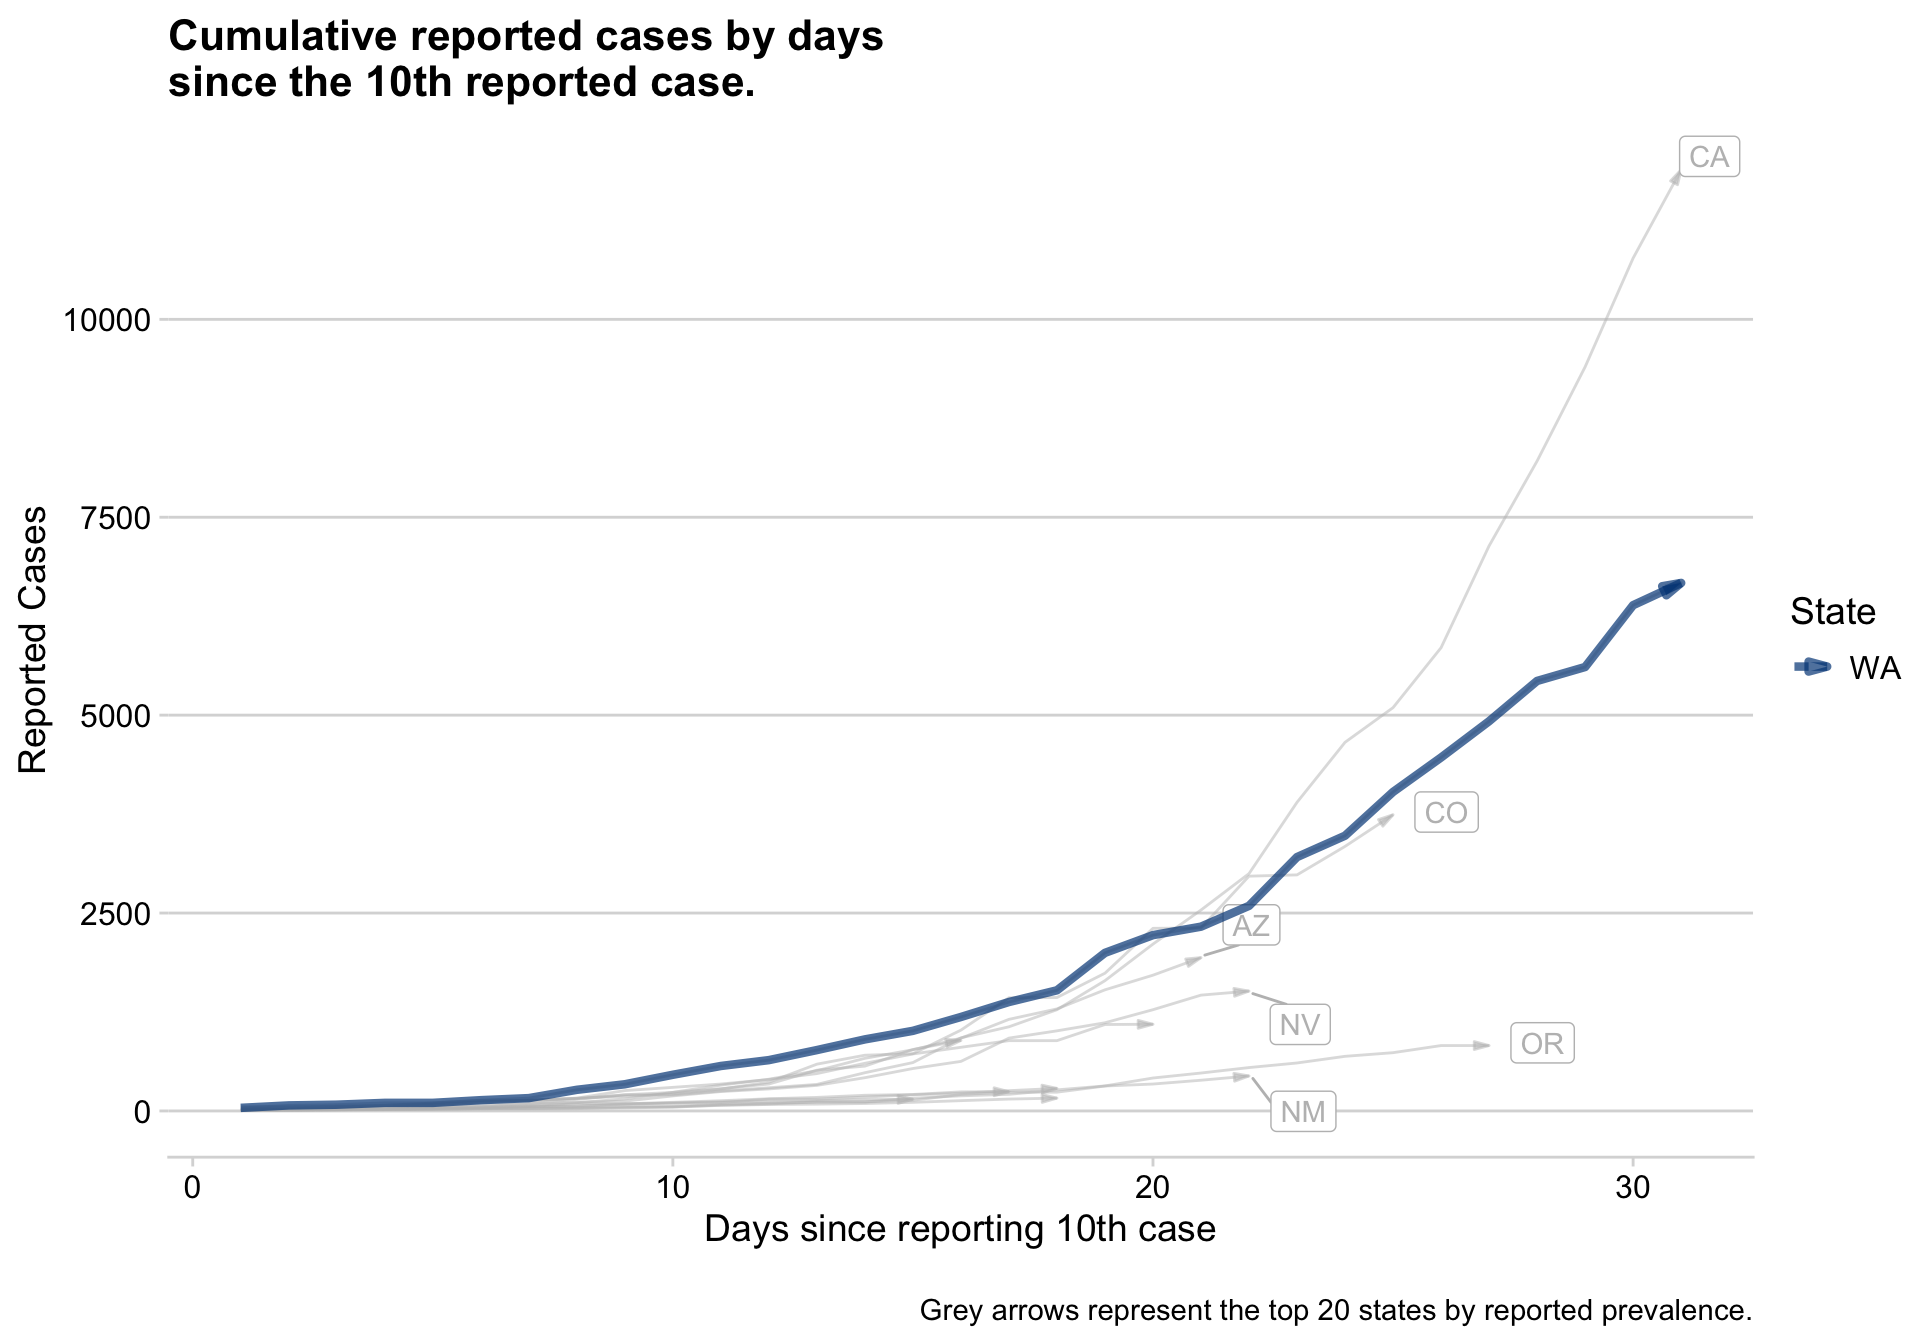 Cumulative reported cases by days
since the 10th reported case.
CA
10000
7500
Reported Cases
State
WA
5000
CO
2500
AZ
NV
OR
NM
0
0 10 20 30
Days since reporting 10th case
Grey arrows represent the top 20 states by reported prevalence.